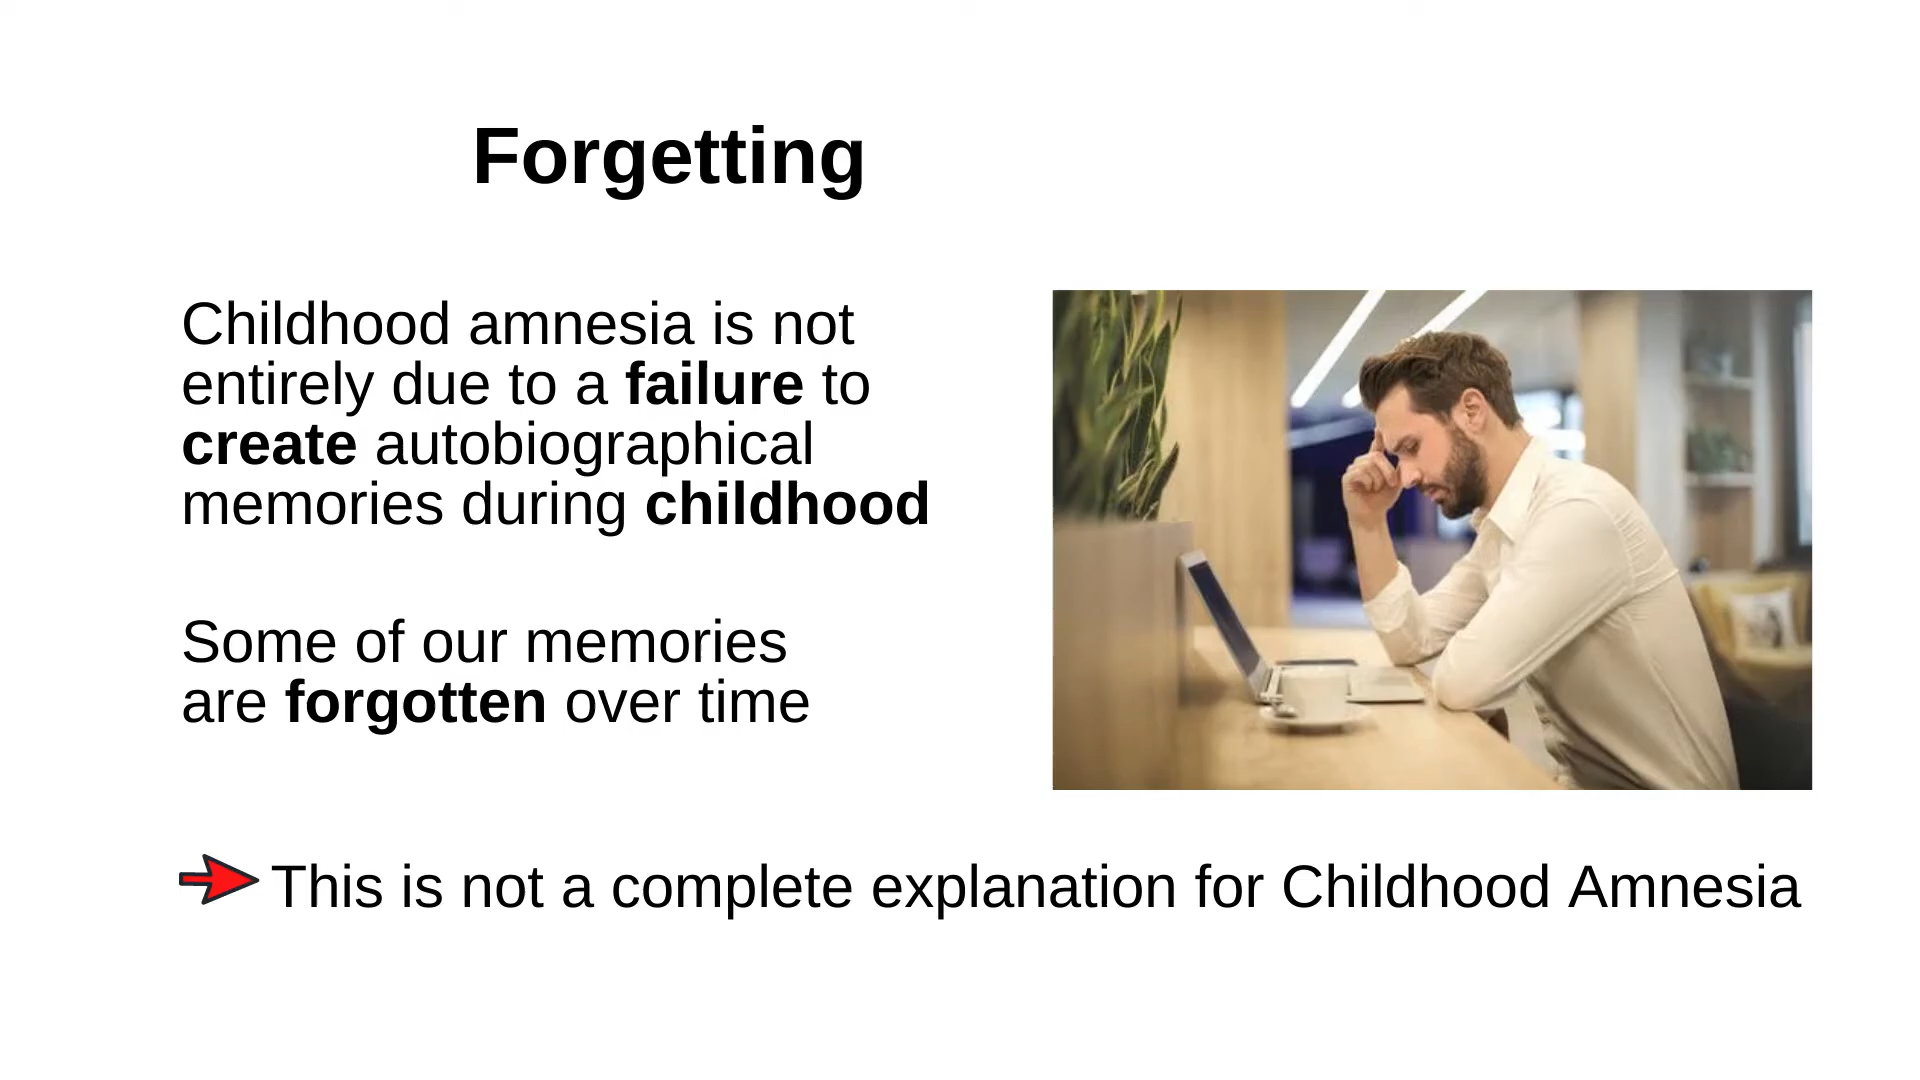 Forgetting
Childhood amnesia is not
entirely due to a failure to
create autobiographical
memories during childhood
Some of our memories
are forgotten over time
This is not a complete explanation for Childhood Amnesia